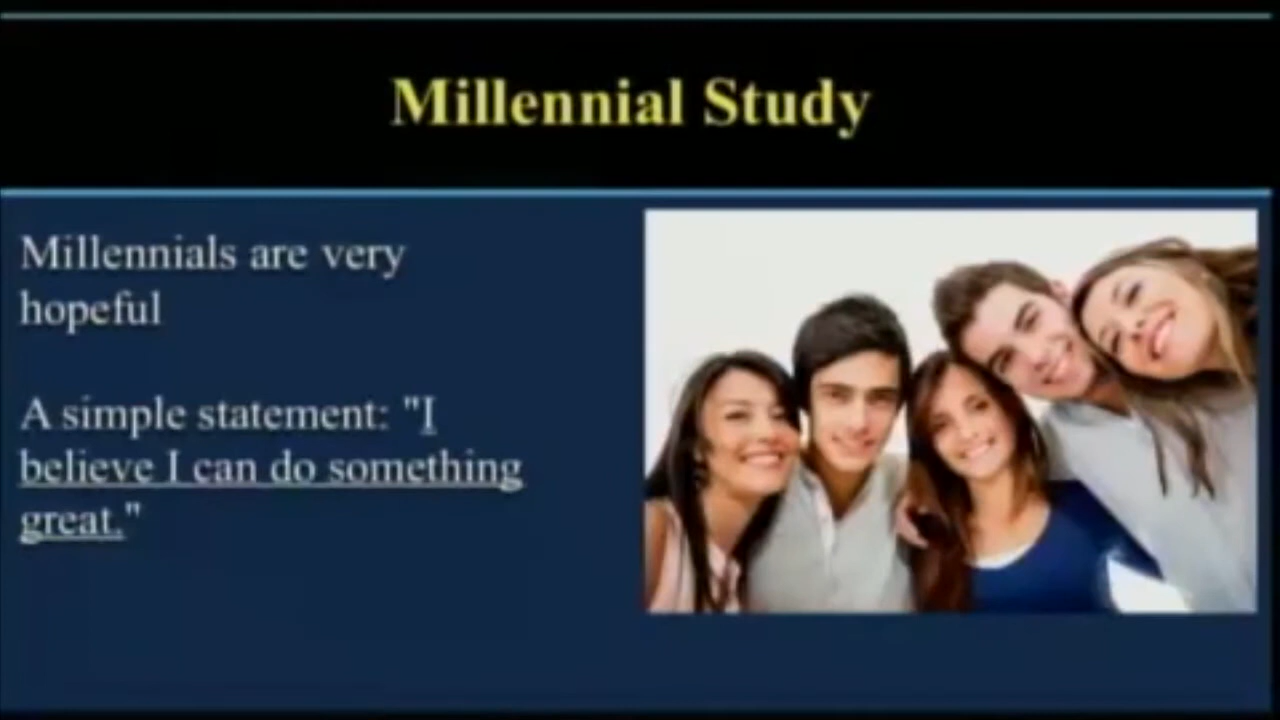 Millennial Study
Millennials are very
hopeful
A simple statement: "I
believe I can do something
great."